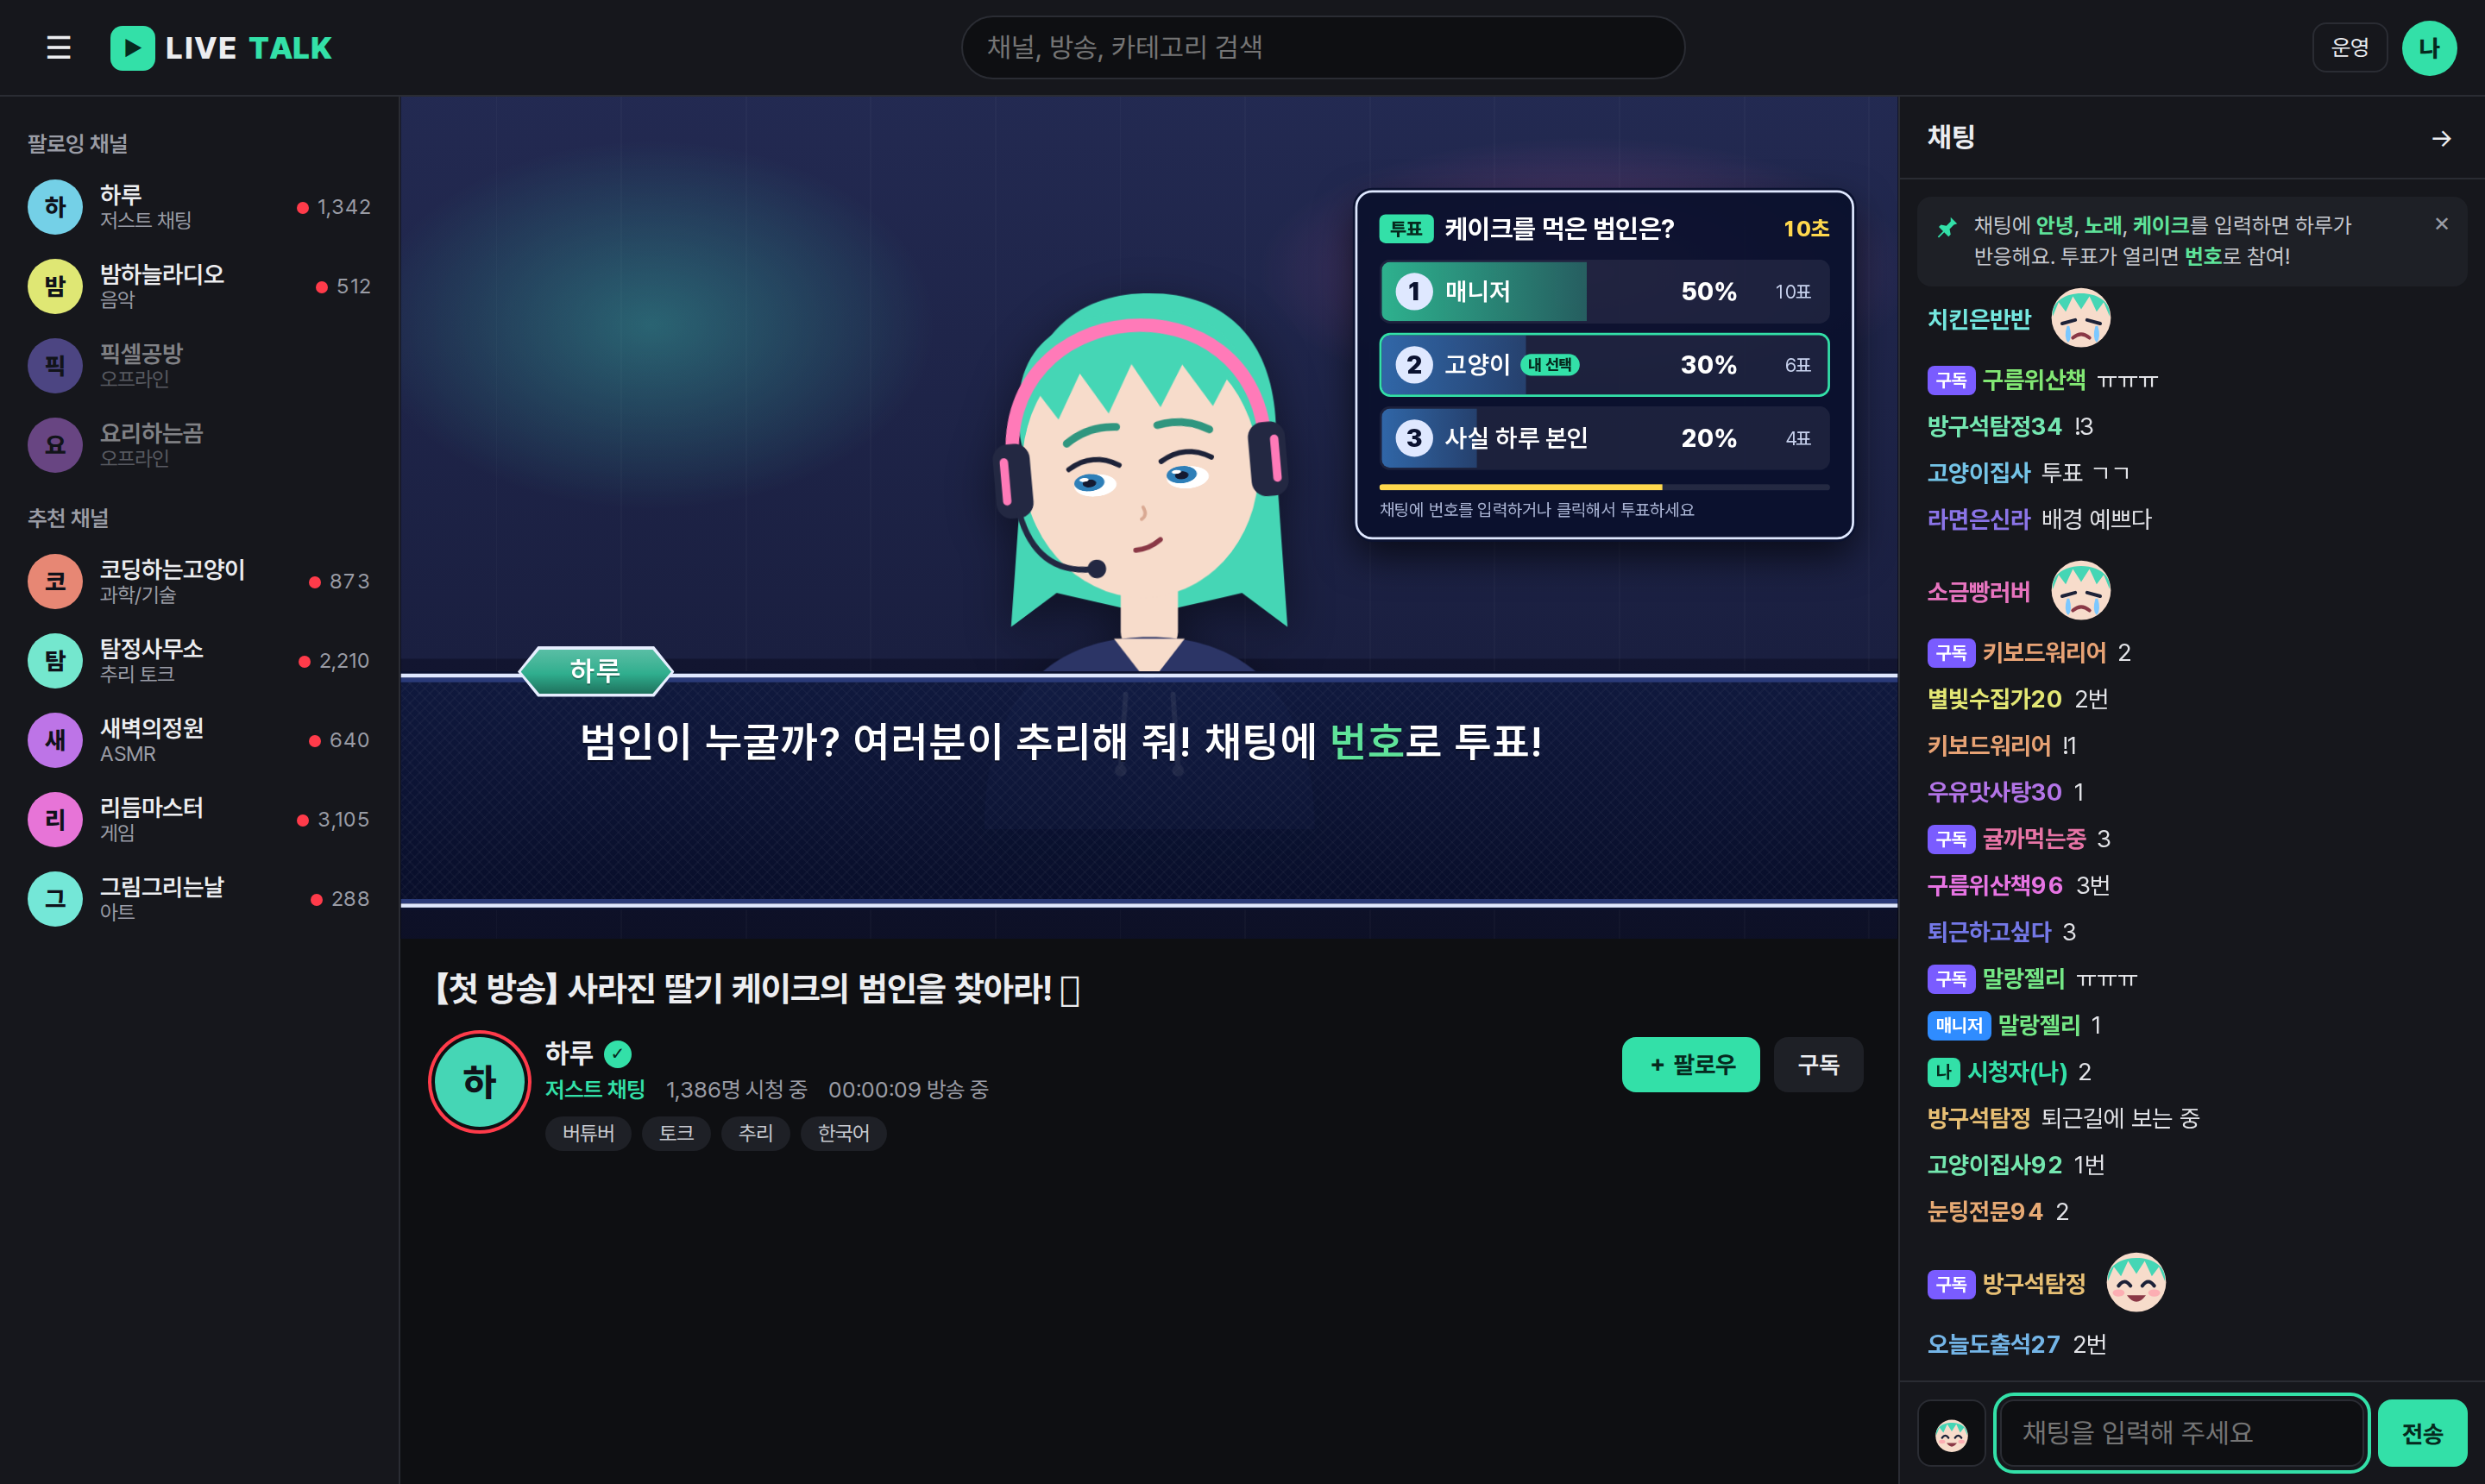 LIVE TALK
채널, 방송, 카테고리 검색
운영
나
팔로잉 채널
하
하루
저스트 채팅
1,342
밤
밤하늘라디오
음악
512
픽
픽셀공방
오프라인
요
요리하는곰
오프라인
추천 채널
코
코딩하는고양이
과학/기술
873
탐
탐정사무소
추리 토크
2,210
새
새벽의정원
ASMR
640
리
리듬마스터
게임
3,105
그
그림그리는날
아트
288
투표 케이크를 먹은 범인은? 10초
1 매니저 50% 10표
2 고양이 내 선택 30% 6표
3 사실 하루 본인 20% 4표
채팅에 번호를 입력하거나 클릭해서 투표하세요
하루
범인이 누굴까? 여러분이 추리해 줘! 채팅에 번호로 투표!
【첫 방송】 사라진 딸기 케이크의 범인을 찾아라!
하
하루 ✓
저스트 채팅 1,386명 시청 중 00:00:09 방송 중
버튜버 토크 추리 한국어
+ 팔로우 구독
채팅 →
채팅에 안녕, 노래, 케이크를 입력하면 하루가
반응해요. 투표가 열리면 번호로 참여!
✕
치킨은반반
구독 구름위산책 ㅠㅠㅠ
방구석탐정34 !3
고양이집사 투표 ㄱㄱ
라면은신라 배경 예쁘다
소금빵러버
구독 키보드워리어 2
별빛수집가20 2번
키보드워리어 !1
우유맛사탕30 1
구독 귤까먹는중 3
구름위산책96 3번
퇴근하고싶다 3
구독 말랑젤리 ㅠㅠㅠ
매니저 말랑젤리 1
나 시청자(나) 2
방구석탐정 퇴근길에 보는 중
고양이집사92 1번
눈팅전문94 2
구독 방구석탐정
오늘도출석27 2번
채팅을 입력해 주세요
전송